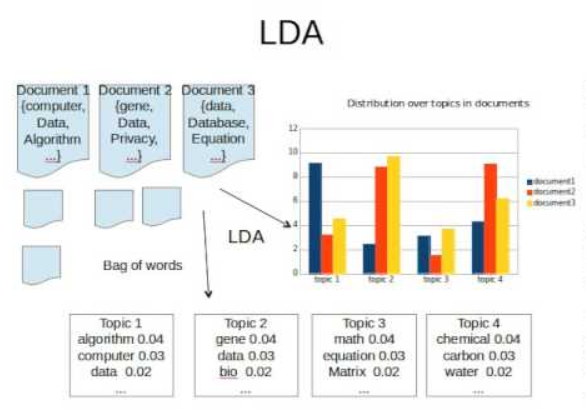 LDA
Document 1
{computer,
Data,
Algorithm
...}
Document 2
{gene,
Data,
Privacy,
...}
Document 3
{data,
Database,
Equation
...}
Distribution over topics in documents
12
10
8
6
4
2
0
topic 1 topic 2 topic 3 topic 4
document1
document2
document3
LDA
Bag of words
Topic 1
algorithm 0.04
computer 0.03
data 0.02
...
Topic 2
gene 0.04
data 0.03
bio 0.02
...
Topic 3
math 0.04
equation 0.03
Matrix 0.02
...
Topic 4
chemical 0.04
carbon 0.03
water 0.02
...